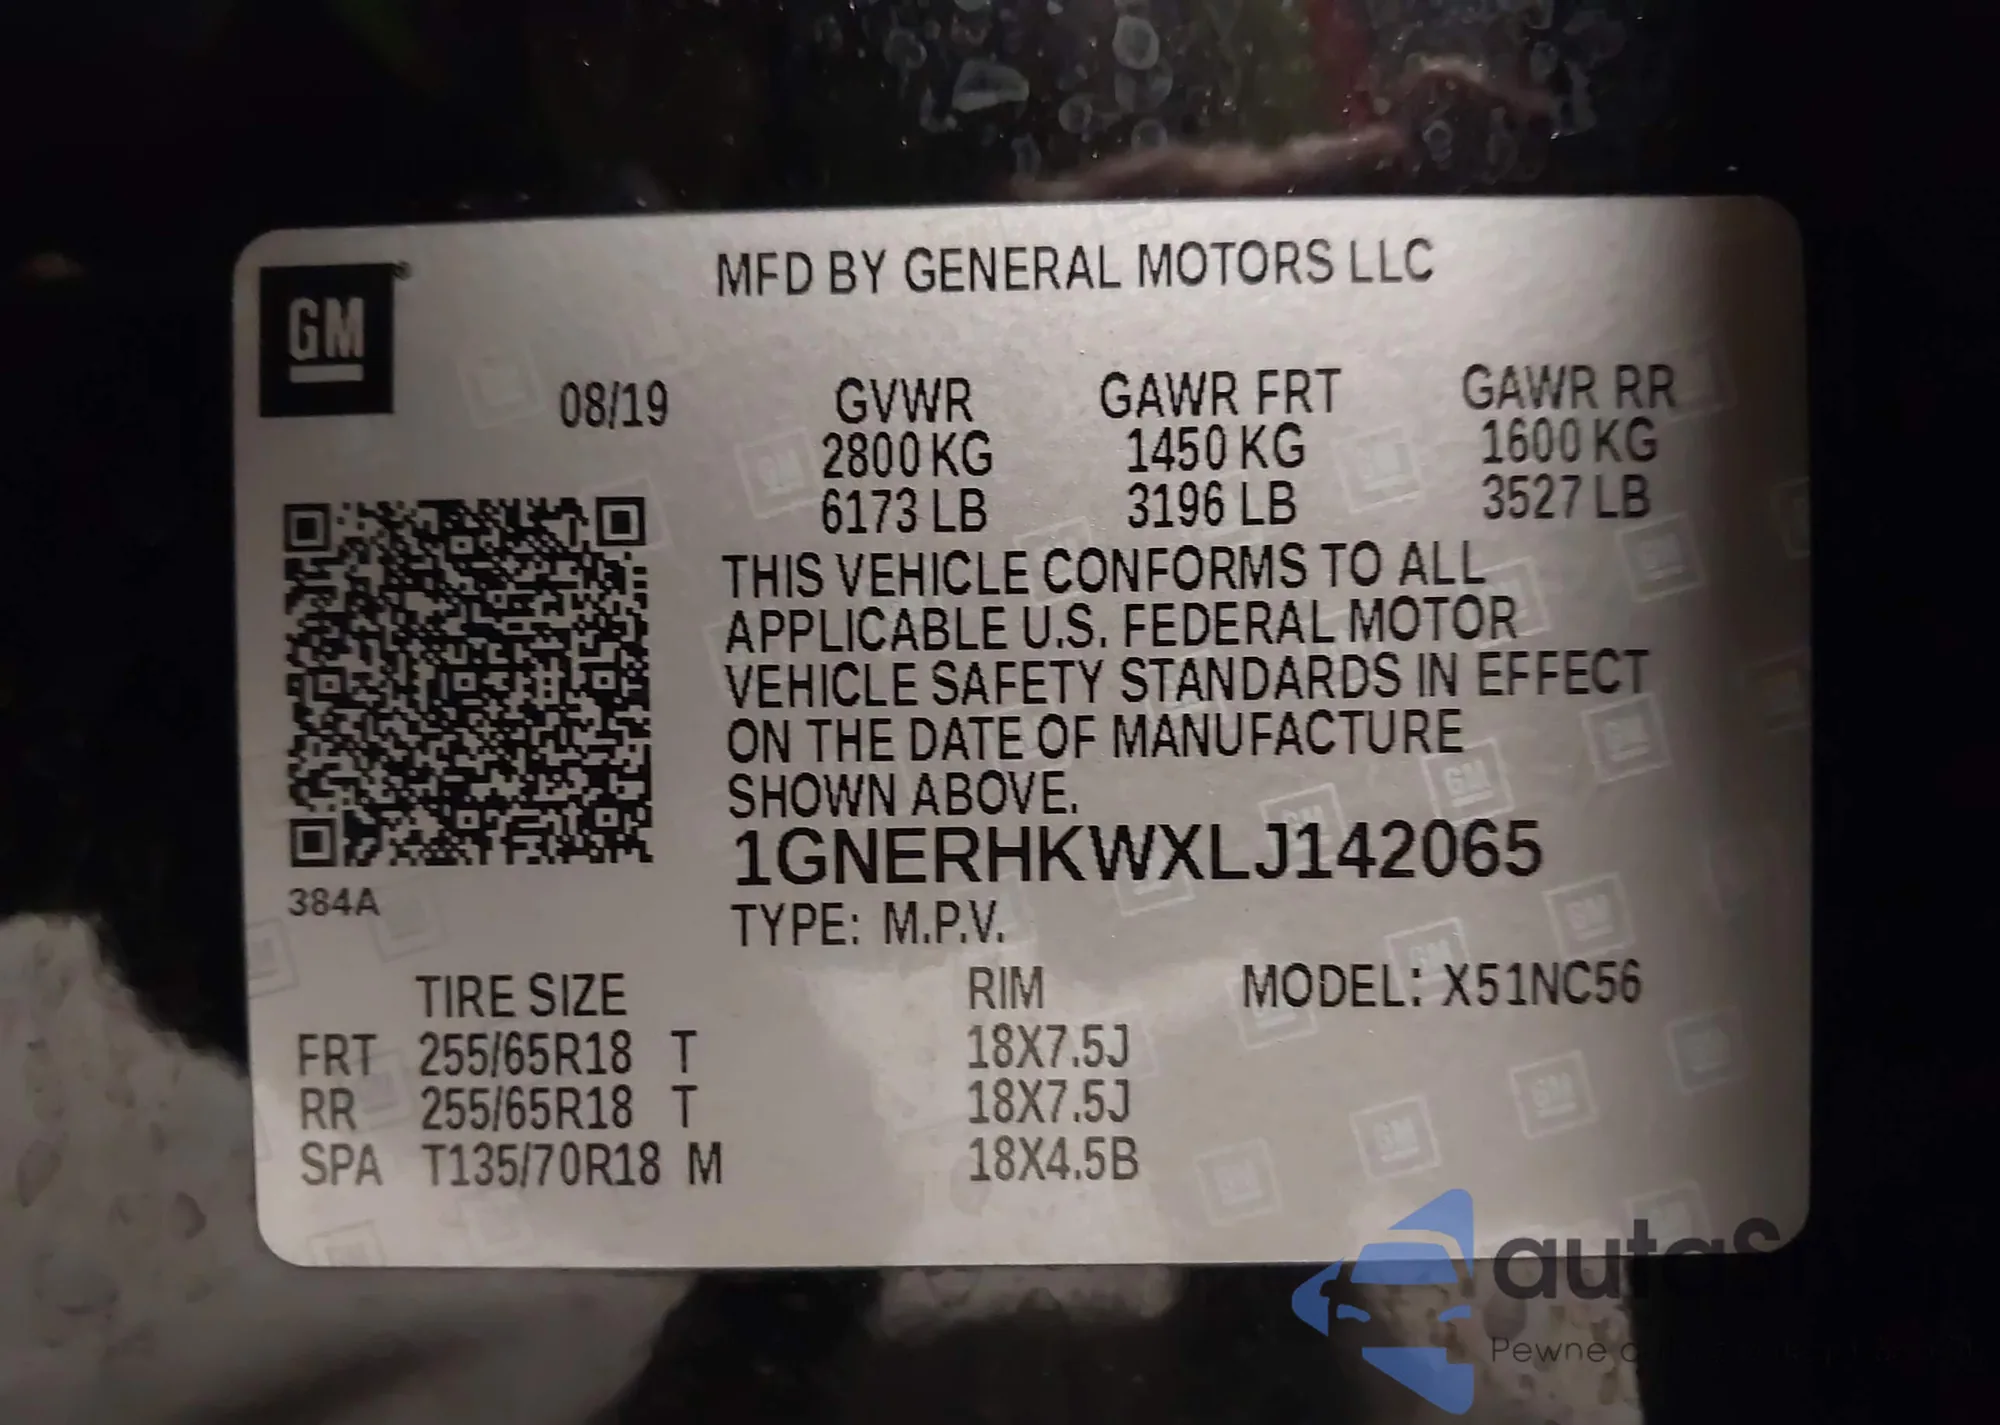 MFD BY GENERAL MOTORS LLC
GM
08/19 GVWR GAWR FRT GAWR RR
2800 KG 1450 KG 1600 KG
6173 LB 3196 LB 3527 LB
THIS VEHICLE CONFORMS TO ALL
APPLICABLE U.S. FEDERAL MOTOR
VEHICLE SAFETY STANDARDS IN EFFECT
ON THE DATE OF MANUFACTURE
SHOWN ABOVE.
1GNERHKWXLJ142065
384A
TYPE: M.P.V.
TIRE SIZE RIM MODEL: X51NC56
FRT 255/65R18 T 18X7.5J
RR 255/65R18 T 18X7.5J
SPA T135/70R18 M 18X4.5B
Pewne